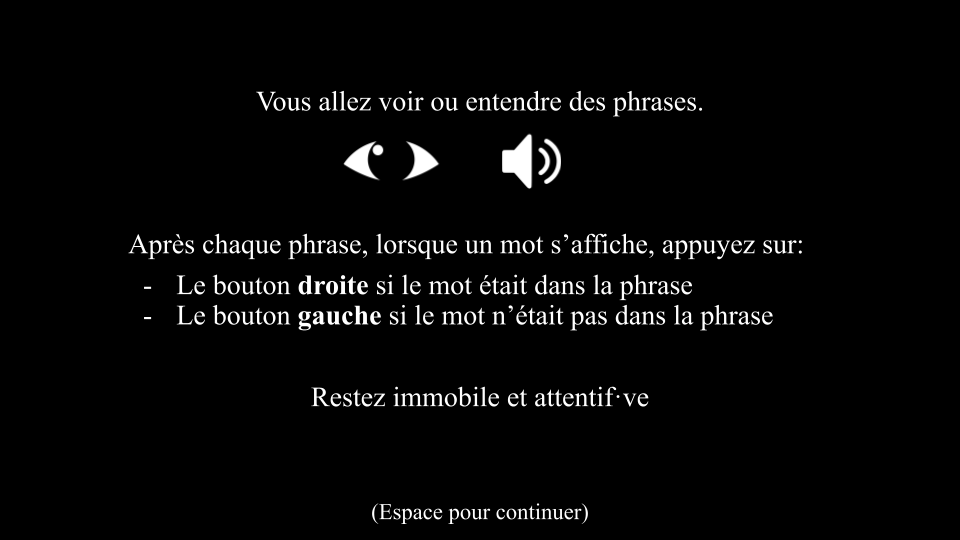 Vous allez voir ou entendre des phrases.
Après chaque phrase, lorsque un mot s’affiche, appuyez sur:
- Le bouton droite si le mot était dans la phrase
- Le bouton gauche si le mot n’était pas dans la phrase
Restez immobile et attentif·ve
(Espace pour continuer)